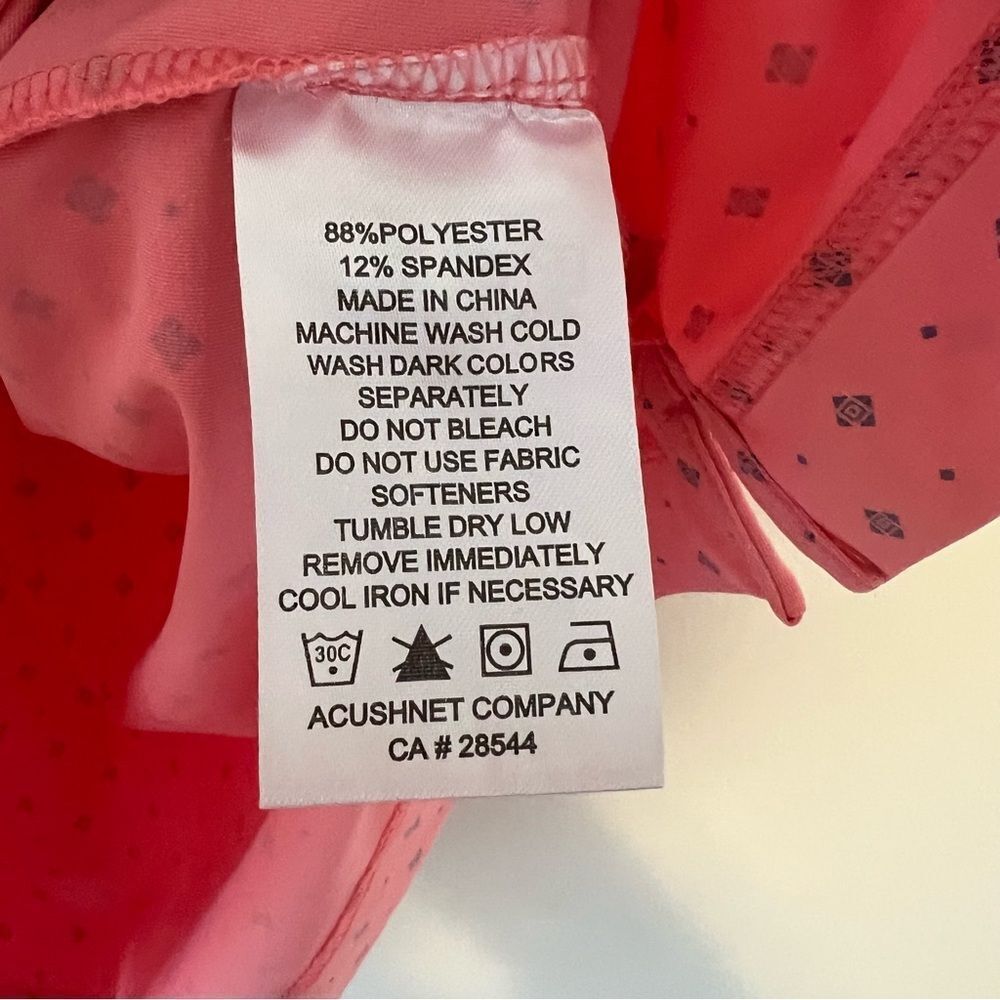 88%POLYESTER
12% SPANDEX
MADE IN CHINA
MACHINE WASH COLD
WASH DARK COLORS
SEPARATELY
DO NOT BLEACH
DO NOT USE FABRIC
SOFTENERS
TUMBLE DRY LOW
REMOVE IMMEDIATELY
COOL IRON IF NECESSARY
30C
ACUSHNET COMPANY
CA # 28544